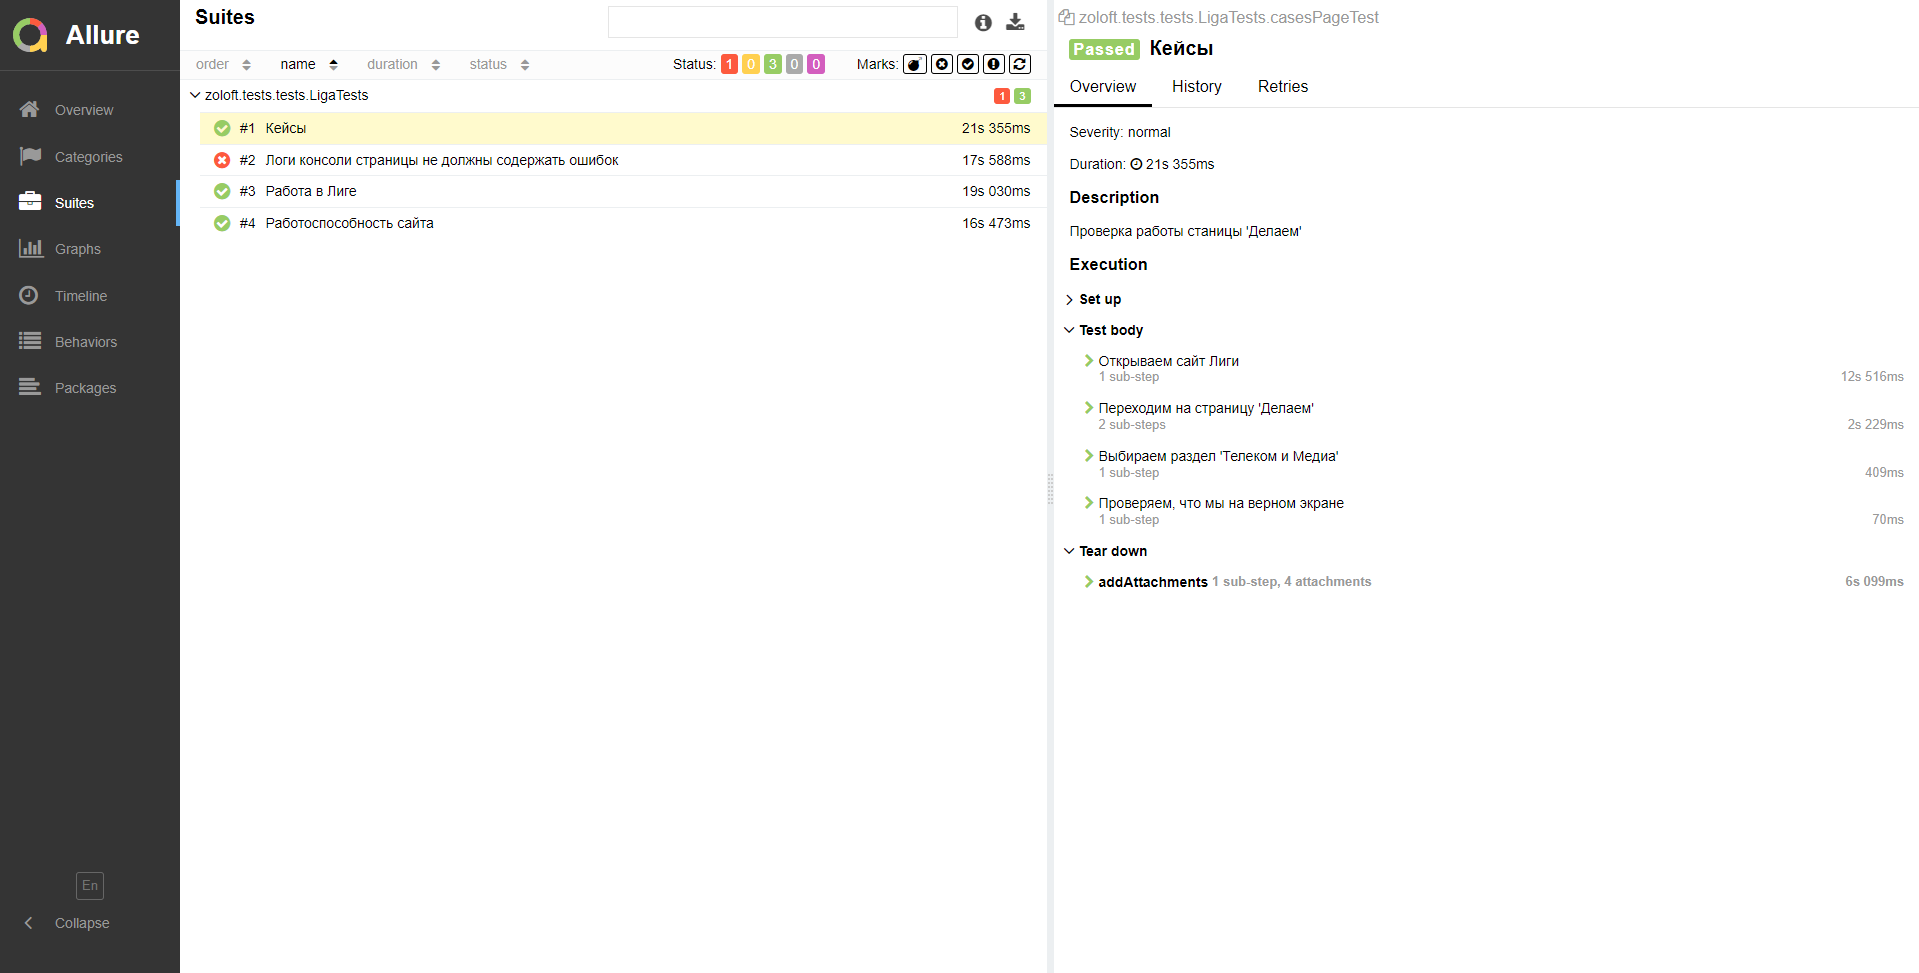 Allure
Overview
Categories
Suites
Graphs
Timeline
Behaviors
Packages
En
Collapse
Suites
order name duration status Status: 1 0 3 0 0 Marks:
zoloft.tests.tests.LigaTests 1 3
#1 Кейсы 21s 355ms
#2 Логи консоли страницы не должны содержать ошибок 17s 588ms
#3 Работа в Лиге 19s 030ms
#4 Работоспособность сайта 16s 473ms
zoloft.tests.tests.LigaTests.casesPageTest
Passed Кейсы
Overview History Retries
Severity: normal
Duration: 21s 355ms
Description
Проверка работы станицы 'Делаем'
Execution
Set up
Test body
Открываем сайт Лиги
1 sub-step 12s 516ms
Переходим на страницу 'Делаем'
2 sub-steps 2s 229ms
Выбираем раздел 'Телеком и Медиа'
1 sub-step 409ms
Проверяем, что мы на верном экране
1 sub-step 70ms
Tear down
addAttachments 1 sub-step, 4 attachments 6s 099ms